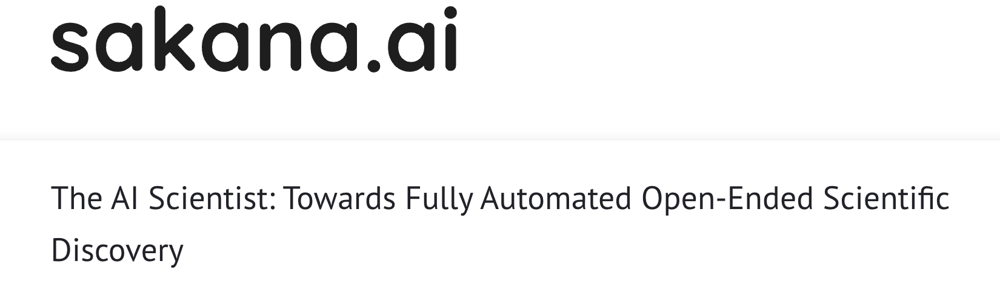 sakana.ai
The AI Scientist: Towards Fully Automated Open-Ended Scientific
Discovery